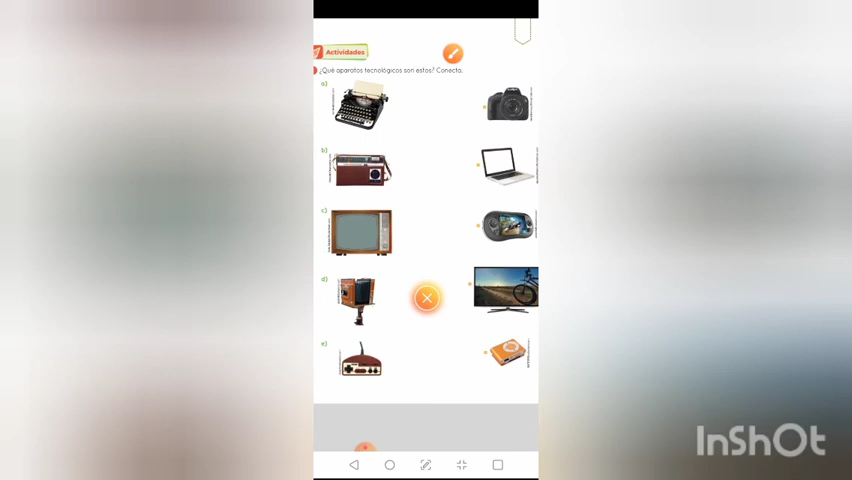 Actividades
¿Qué aparatos tecnológicos son estos? Conecta.
a)
b)
c)
d)
e)
InShOt